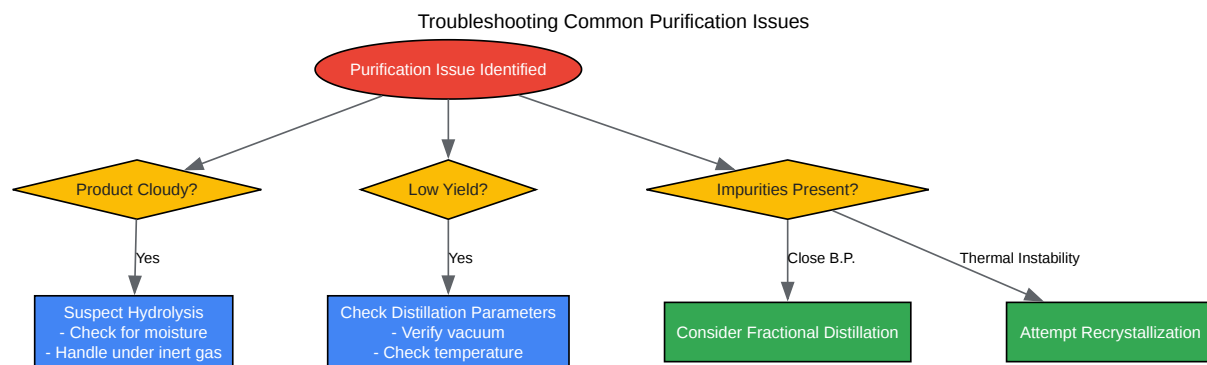 Troubleshooting Common Purification Issues
Purification Issue Identified
Product Cloudy?
Low Yield?
Impurities Present?
Yes
Yes
Close B.P.
Thermal Instability
Suspect Hydrolysis
- Check for moisture
- Handle under inert gas
Check Distillation Parameters
- Verify vacuum
- Check temperature
Consider Fractional Distillation
Attempt Recrystallization